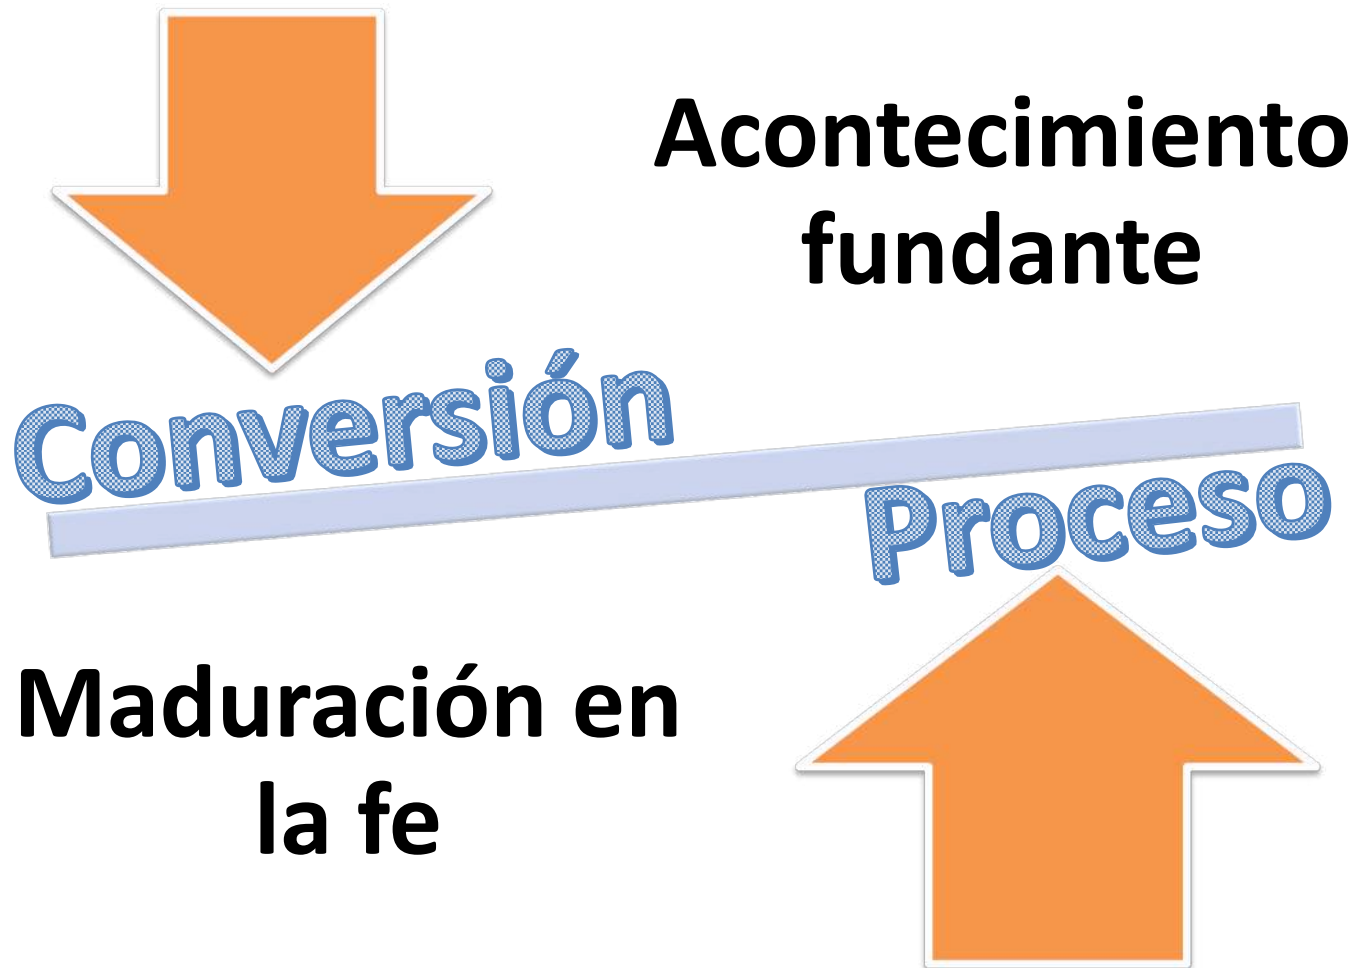 Acontecimiento
fundante
Conversión
Proceso
Maduración en
la fe